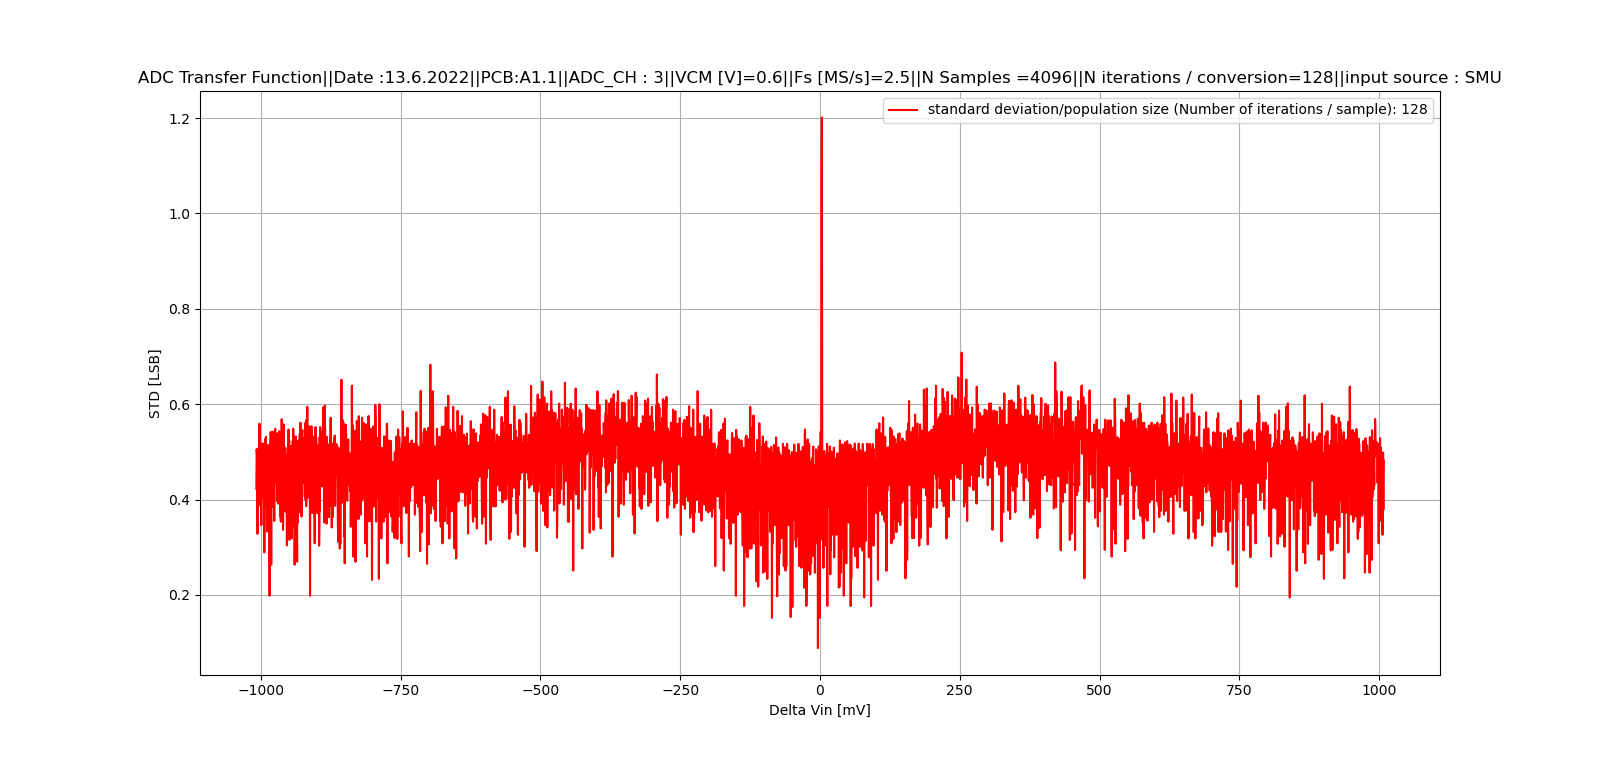 ADC Transfer Function||Date :13.6.2022||PCB:A1.1||ADC_CH : 3||VCM [V]=0.6||Fs [MS/s]=2.5||N Samples =4096||N iterations / conversion=128||input source : SMU
standard deviation/population size (Number of iterations / sample): 128
STD [LSB]
1.2
1.0
0.8
0.6
0.4
0.2
−1000 −750 −500 −250 0 250 500 750 1000
Delta Vin [mV]